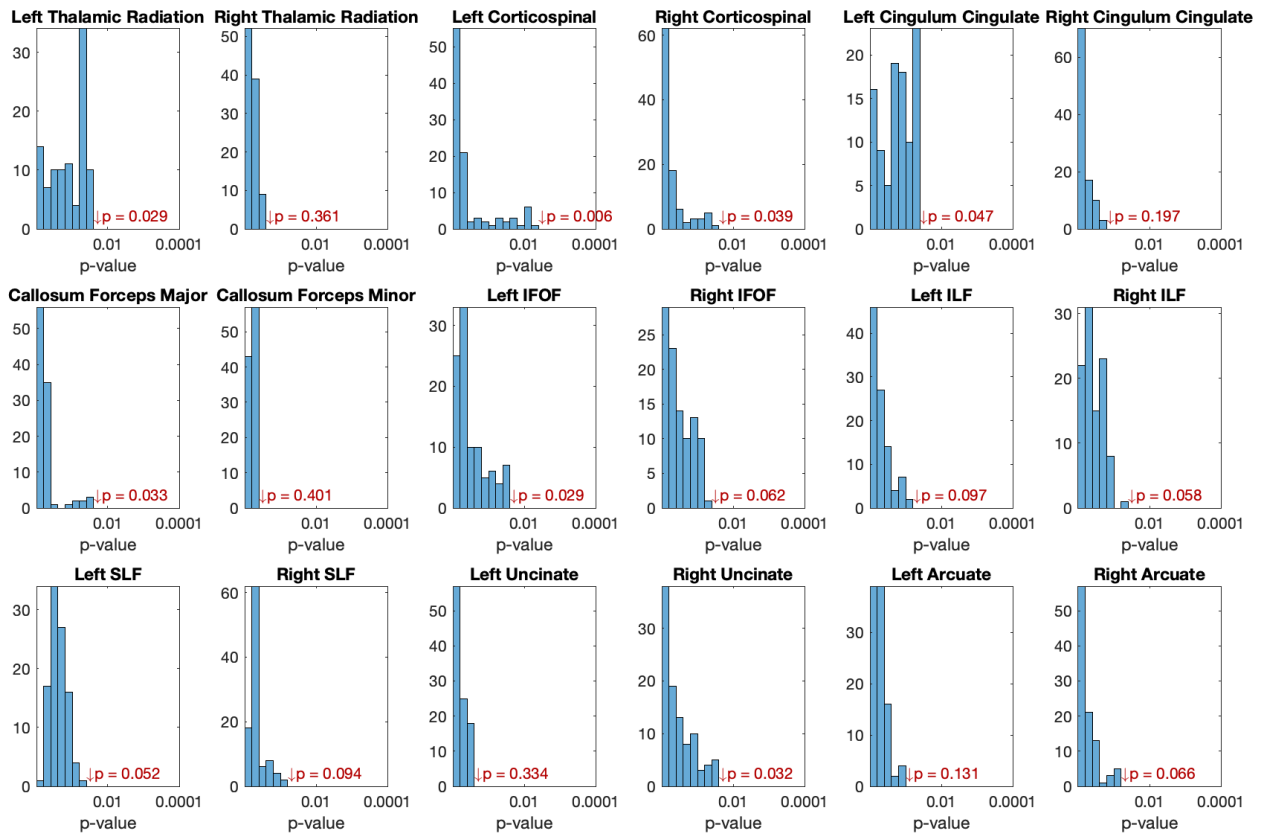 Left Thalamic Radiation
30
20
10
0
↓p = 0.029
0.01
0.0001
p-value
Right Thalamic Radiation
50
40
30
20
10
0
↓p = 0.361
0.01
0.0001
p-value
Left Corticospinal
50
40
30
20
10
0
↓p = 0.006
0.01
0.0001
p-value
Right Corticospinal
60
40
20
0
↓p = 0.039
0.01
0.0001
p-value
Left Cingulum Cingulate
20
15
10
5
0
↓p = 0.047
0.01
0.0001
p-value
Right Cingulum Cingulate
60
40
20
0
↓p = 0.197
0.01
0.0001
p-value
Callosum Forceps Major
50
40
30
20
10
0
↓p = 0.033
0.01
0.0001
p-value
Callosum Forceps Minor
50
40
30
20
10
0
↓p = 0.401
0.01
0.0001
p-value
Left IFOF
30
20
10
0
↓p = 0.029
0.01
0.0001
p-value
Right IFOF
25
20
15
10
5
0
↓p = 0.062
0.01
0.0001
p-value
Left ILF
40
30
20
10
0
↓p = 0.097
0.01
0.0001
p-value
Right ILF
30
20
10
0
↓p = 0.058
0.01
0.0001
p-value
Left SLF
30
20
10
0
↓p = 0.052
0.01
0.0001
p-value
Right SLF
60
40
20
0
↓p = 0.094
0.01
0.0001
p-value
Left Uncinate
50
40
30
20
10
0
↓p = 0.334
0.01
0.0001
p-value
Right Uncinate
30
20
10
0
↓p = 0.032
0.01
0.0001
p-value
Left Arcuate
30
20
10
0
↓p = 0.131
0.01
0.0001
p-value
Right Arcuate
50
40
30
20
10
0
↓p = 0.066
0.01
0.0001
p-value